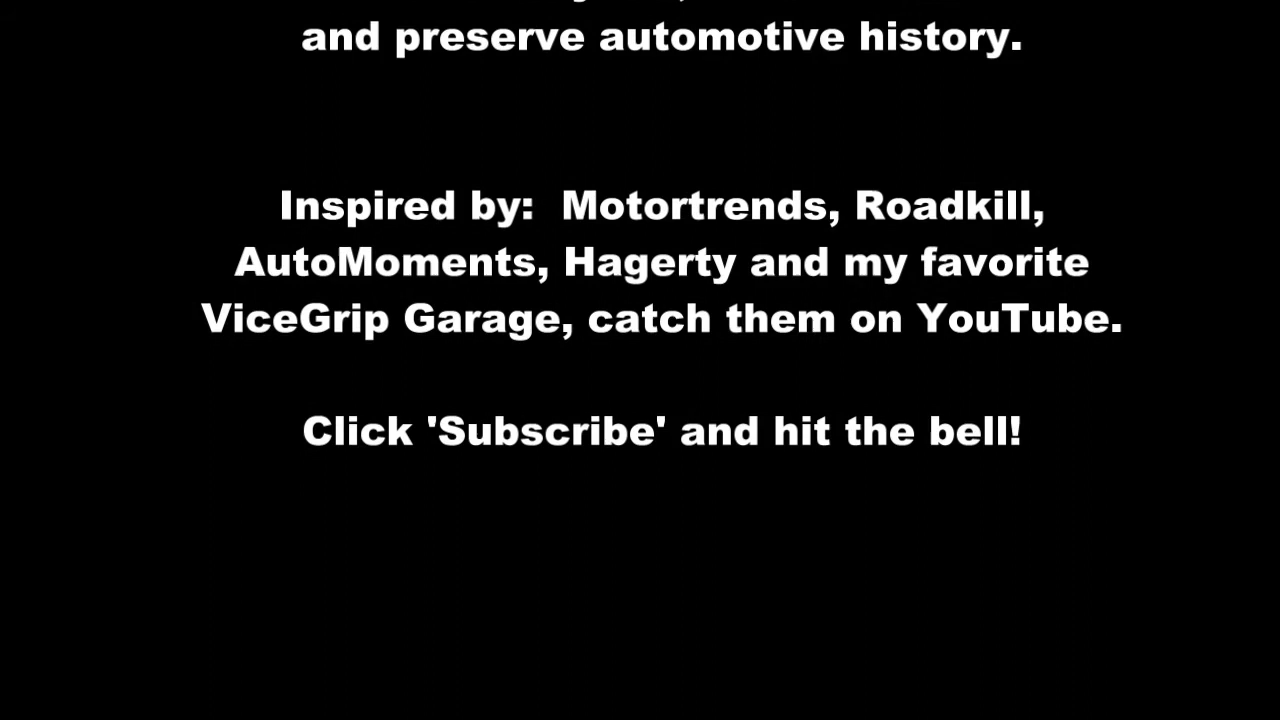 and preserve automotive history.
Inspired by:  Motortrends, Roadkill,
AutoMoments, Hagerty and my favorite
ViceGrip Garage, catch them on YouTube.
Click 'Subscribe' and hit the bell!